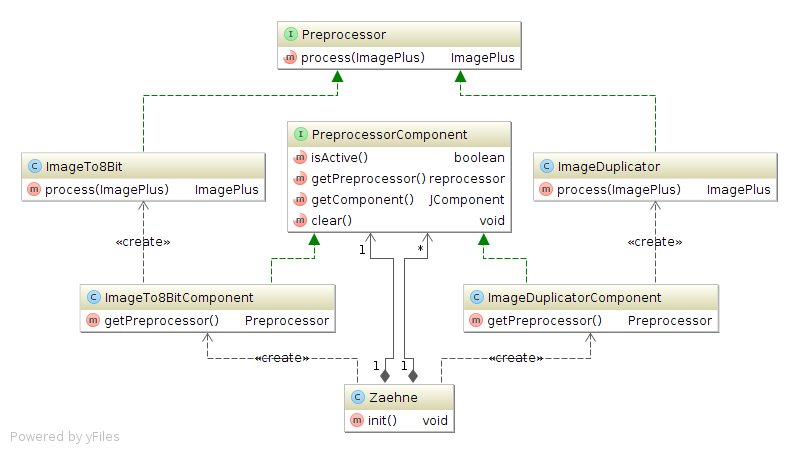 Preprocessor
process(ImagePlus) ImagePlus
PreprocessorComponent
isActive() boolean
getPreprocessor() reprocessor
getComponent() JComponent
clear() void
ImageTo8Bit
process(ImagePlus) ImagePlus
ImageDuplicator
process(ImagePlus) ImagePlus
«create»
«create»
1
*
ImageTo8BitComponent
getPreprocessor() Preprocessor
ImageDuplicatorComponent
getPreprocessor() Preprocessor
«create»
1
1
«create»
Zaehne
init() void
Powered by yFiles